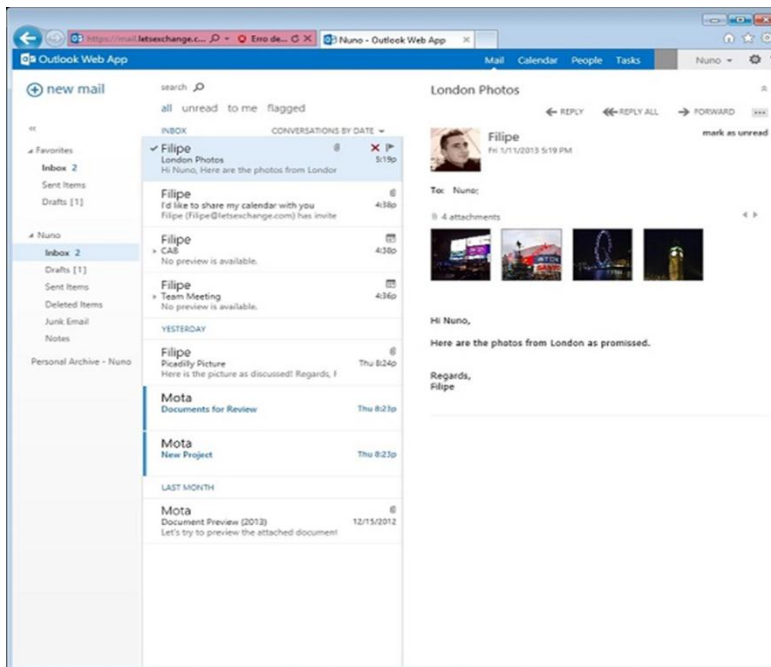 https://mail.letsexchange.c...
Erro de...
Nuno - Outlook Web App
Outlook Web App
Mail Calendar People Tasks
Nuno
new mail
search
all unread to me flagged
INBOX CONVERSATIONS BY DATE
Favorites
Inbox 2
Sent Items
Drafts [1]
Nuno
Inbox 2
Drafts [1]
Sent Items
Deleted Items
Junk Email
Notes
Personal Archive - Nuno
Filipe
London Photos 5:19p
Hi Nuno, Here are the photos from London
Filipe
I'd like to share my calendar with you 4:38p
Filipe (Filipe@letsexchange.com) has invite
Filipe
CAB 4:38p
No preview is available.
Filipe
Team Meeting 4:36p
No preview is available.
YESTERDAY
Filipe
Picadilly Picture Thu 8:24p
Here is the picture as discussed! Regards, F
Mota
Documents for Review Thu 8:23p
Mota
New Project Thu 8:23p
LAST MONTH
Mota
Document Preview (2013) 12/15/2012
Let's try to preview the attached document
London Photos
REPLY REPLY ALL FORWARD
Filipe mark as unread
Fri 1/11/2013 5:19 PM
To: Nuno;
4 attachments
Hi Nuno,
Here are the photos from London as promissed.
Regards,
Filipe